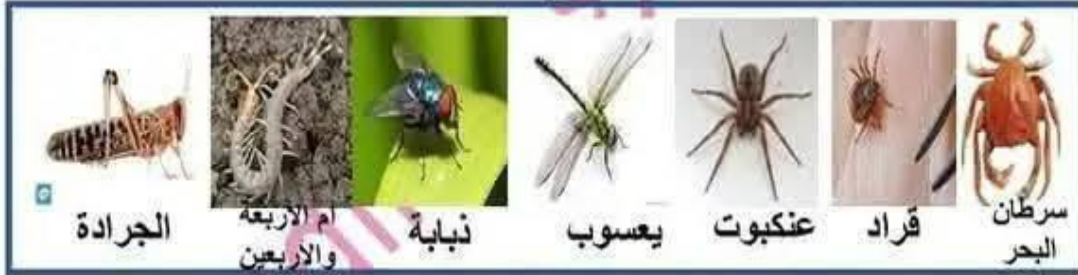 سرطان
البحر
قراد
عنكبوت
يعسوب
ذبابة
ام الاربعة
والاربعين
الجرادة